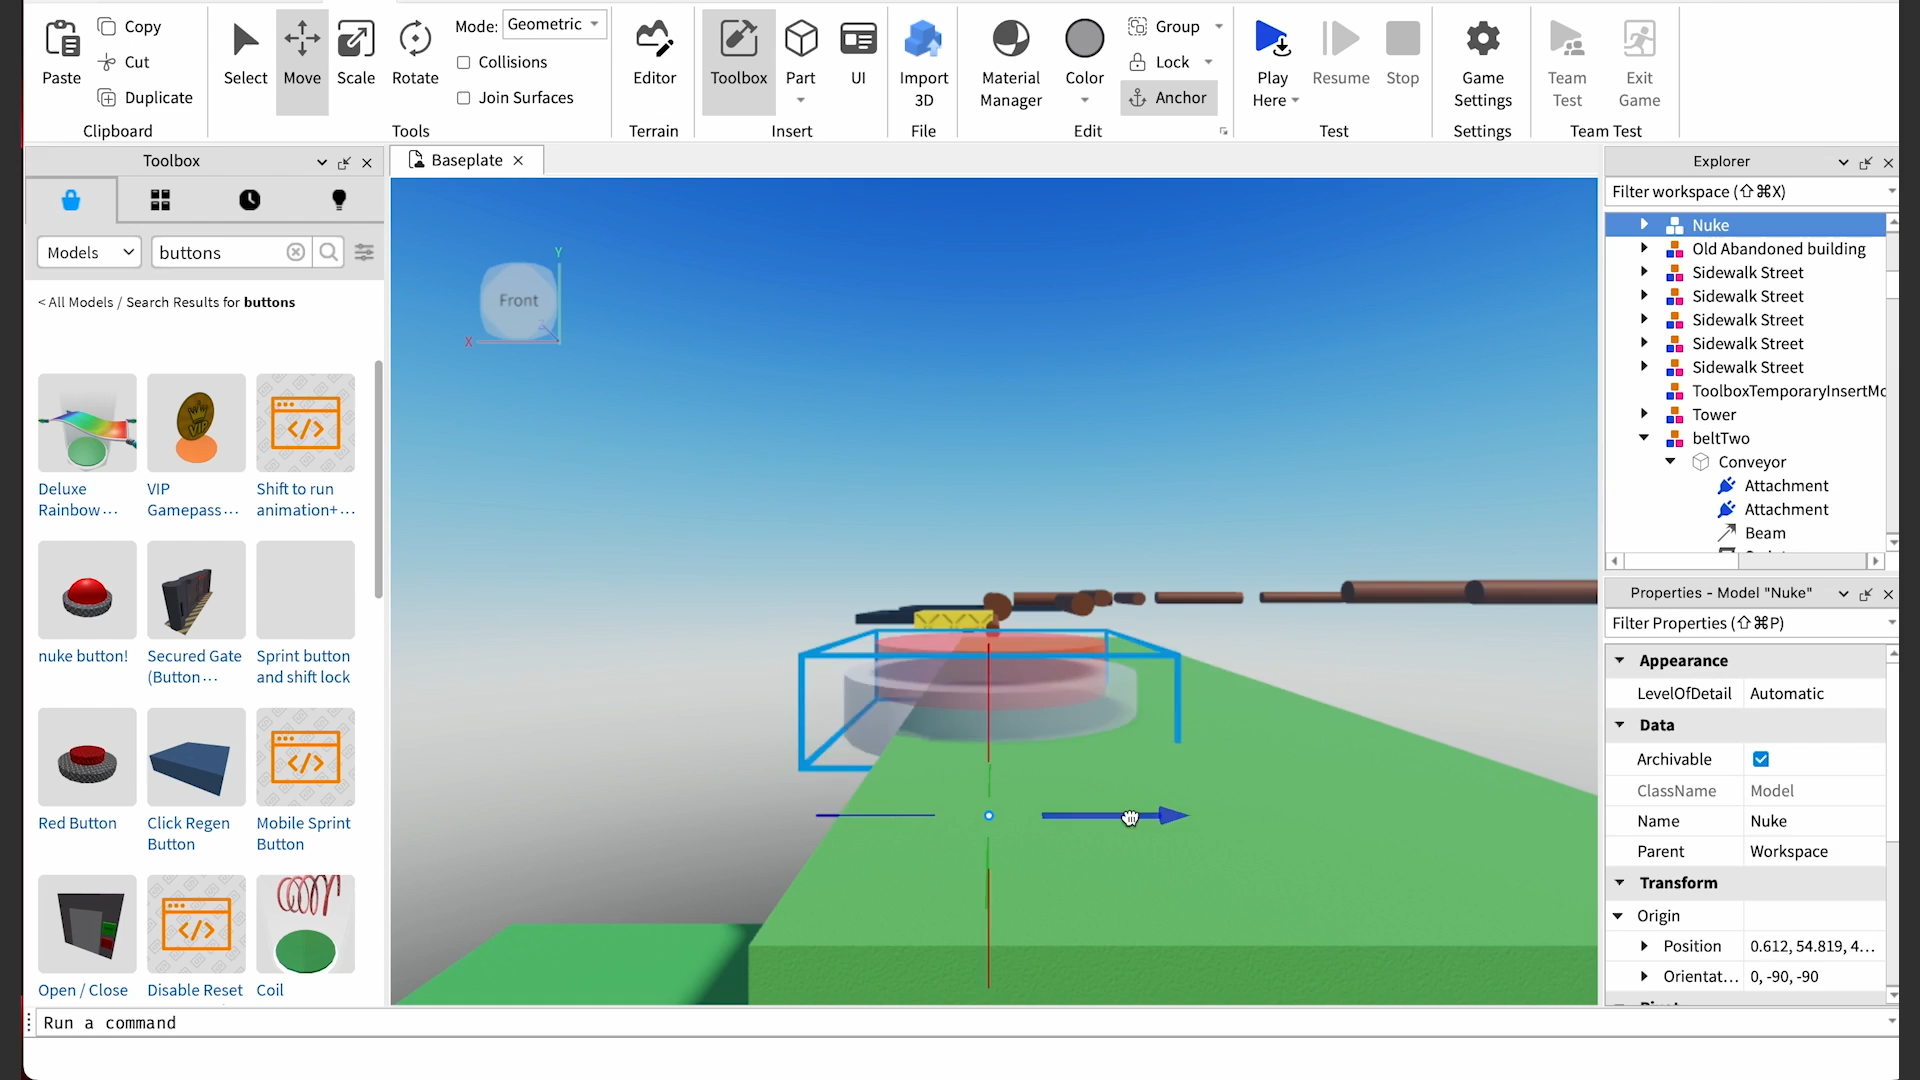 Paste
Copy
Cut
Duplicate
Clipboard
Select
Move
Scale
Rotate
Mode: Geometric
Collisions
Join Surfaces
Tools
Editor
Terrain
Toolbox
Part
UI
Insert
Import
3D
File
Material
Manager
Color
Group
Lock
Anchor
Edit
Play
Here
Resume
Stop
Test
Game
Settings
Settings
Team
Test
Exit
Game
Team Test
Toolbox
Models
buttons
< All Models / Search Results for buttons
Deluxe
Rainbow...
VIP
Gamepass...
Shift to run
animation+...
nuke button!
Secured Gate
(Button...
Sprint button
and shift lock
Red Button
Click Regen
Button
Mobile Sprint
Button
Open / Close
Disable Reset
Coil
Baseplate
Front
Y
X
VIP
Explorer
Filter workspace (⇧⌘X)
Nuke
Old Abandoned building
Sidewalk Street
Sidewalk Street
Sidewalk Street
Sidewalk Street
Sidewalk Street
ToolboxTemporaryInsertMo
Tower
beltTwo
Conveyor
Attachment
Attachment
Beam
Properties - Model "Nuke"
Filter Properties (⇧⌘P)
Appearance
LevelOfDetail Automatic
Data
Archivable
ClassName Model
Name Nuke
Parent Workspace
Transform
Origin
Position 0.612, 54.819, 4...
Orientat... 0, -90, -90
Run a command